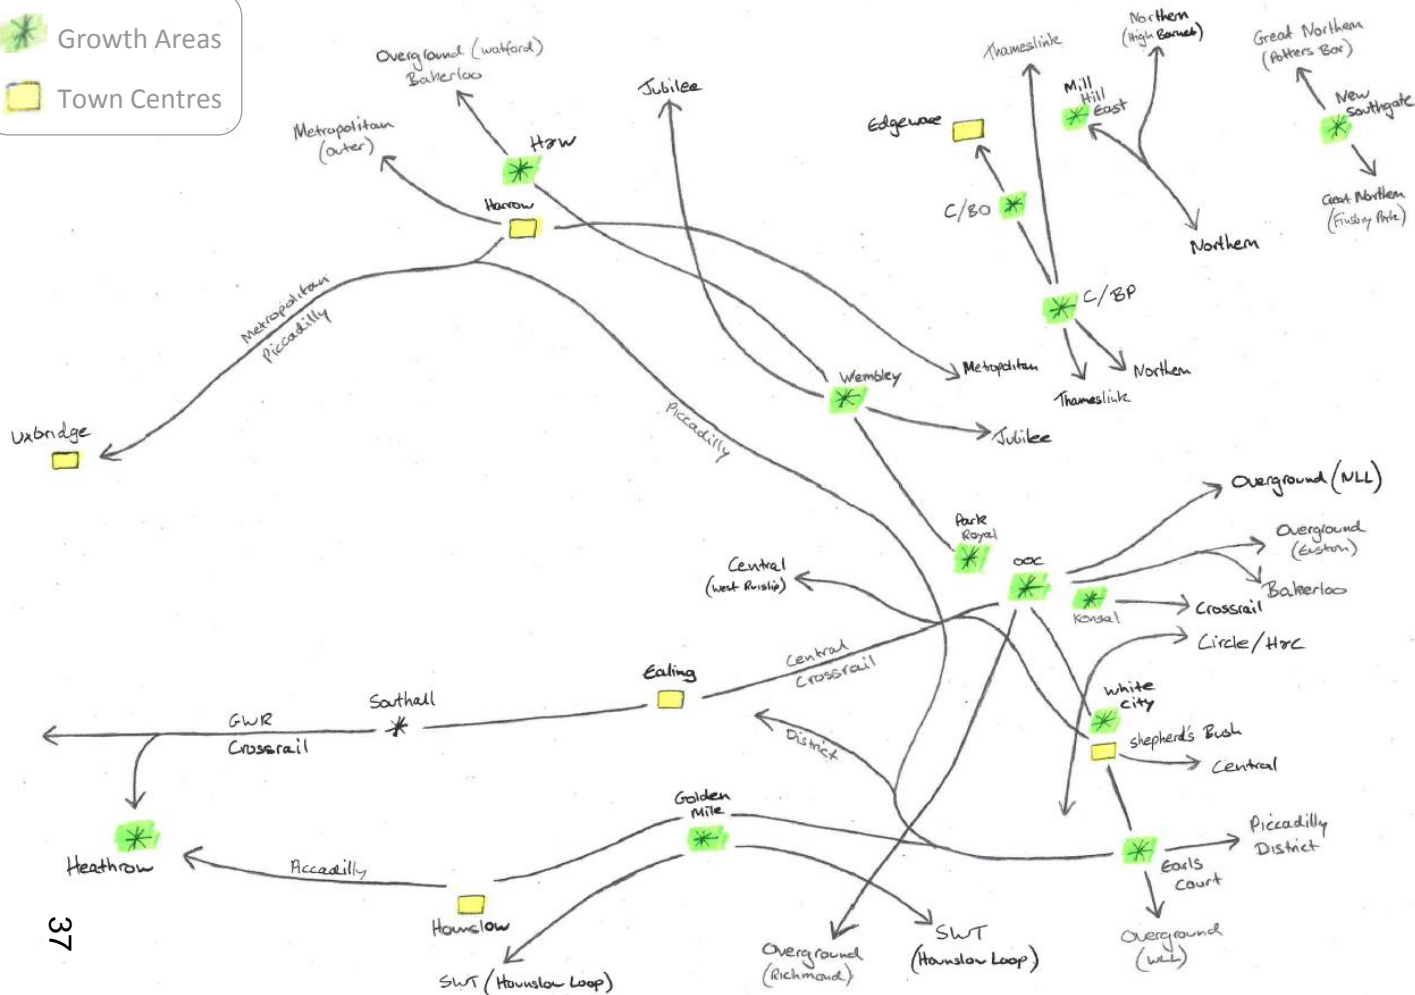 Growth Areas
Town Centres
Overground (watford)
Bakerloo
Metropolitan
(outer)
H&W
Harrow
Jubilee
Thameslink
Northern
(High Barnet)
Great Northern
(Potters Bar)
Mill
Hill
East
New
Southgate
Edgeware
C/BO
Great Northern
(Finsbury Park)
Northern
C/BP
Metropolitan
Piccadilly
Wembley
Metropolitan
Northern
Thameslink
Piccadilly
Jubilee
Uxbridge
Overground (NLL)
Park
Royal
OOC
Overground
(Euston)
Central
(West Ruislip)
Bakerloo
Kensal
Crossrail
Circle/H&C
Central
Crossrail
Ealing
Southall
White
City
GWR
Crossrail
District
Shepherd's Bush
Central
Golden
Mile
Piccadilly
District
Heathrow
Piccadilly
Earls
Court
Hounslow
SWT (Hounslow Loop)
Overground
(Richmond)
SWT
(Hounslow Loop)
Overground
(WLL)
37